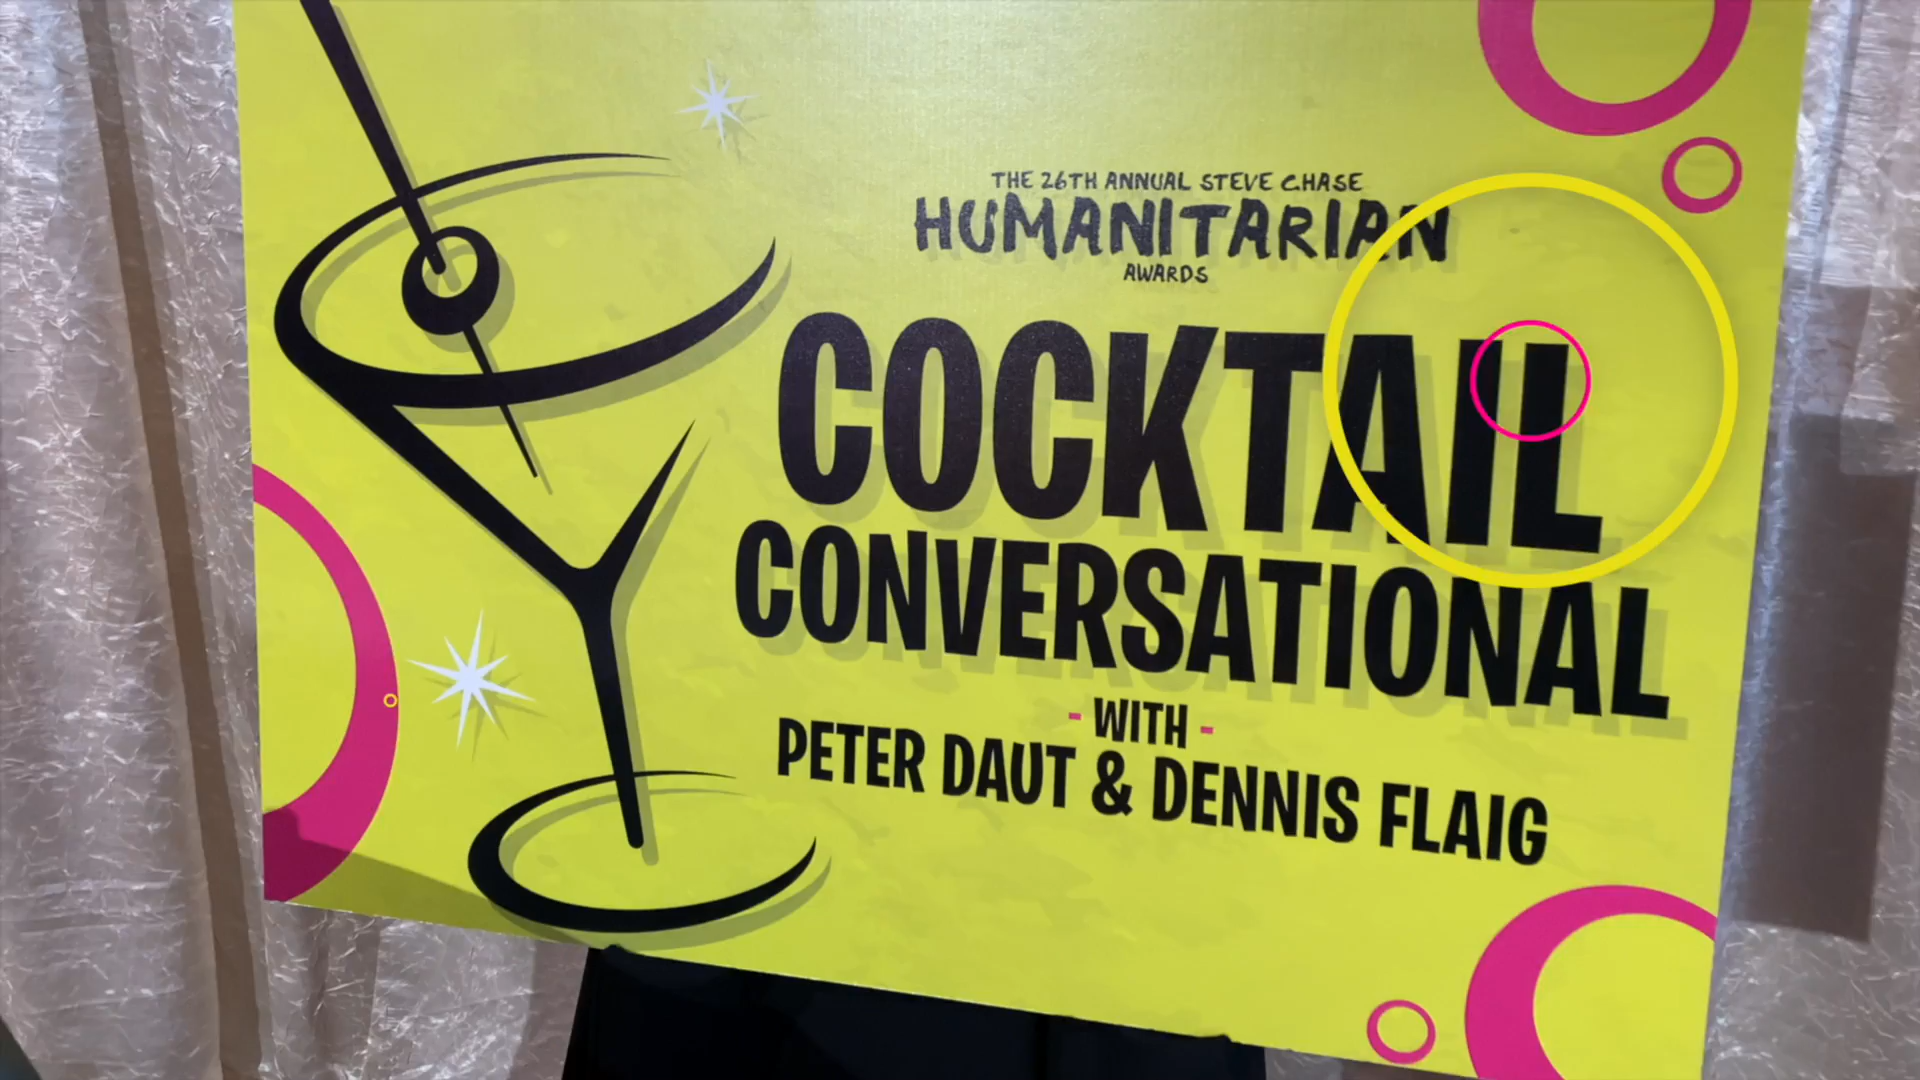 THE 26TH ANNUAL STEVE CHASE
HUMANITARIAN
AWARDS
COCKTAIL
CONVERSATIONAL
- WITH -
PETER DAUT & DENNIS FLAIG